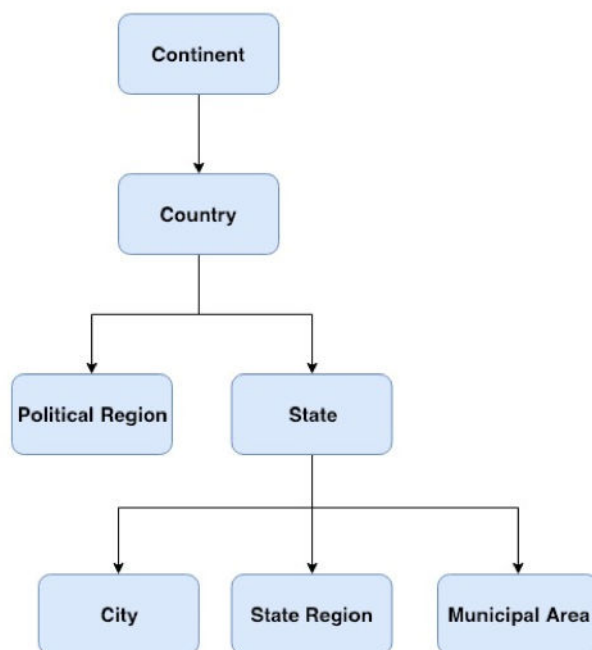 Continent
Country
Political Region
State
City
State Region
Municipal Area